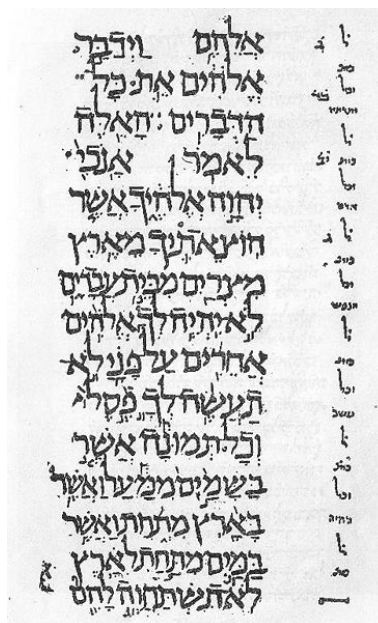 אלהם וידבר
אלהים את כל
הדברים האלה
לאמר אנכי
יהוה אלהיך אשר
הוצאתיך מארץ
מצרים מבית עבדים
לא יהיה לך אלהים
אחרים על פני לא
תעשה לך פסל
וכל תמונה אשר
בשמים ממעל ואשר
בארץ מתחת ואשר
במים מתחת לארץ
לא תשתחוה להם